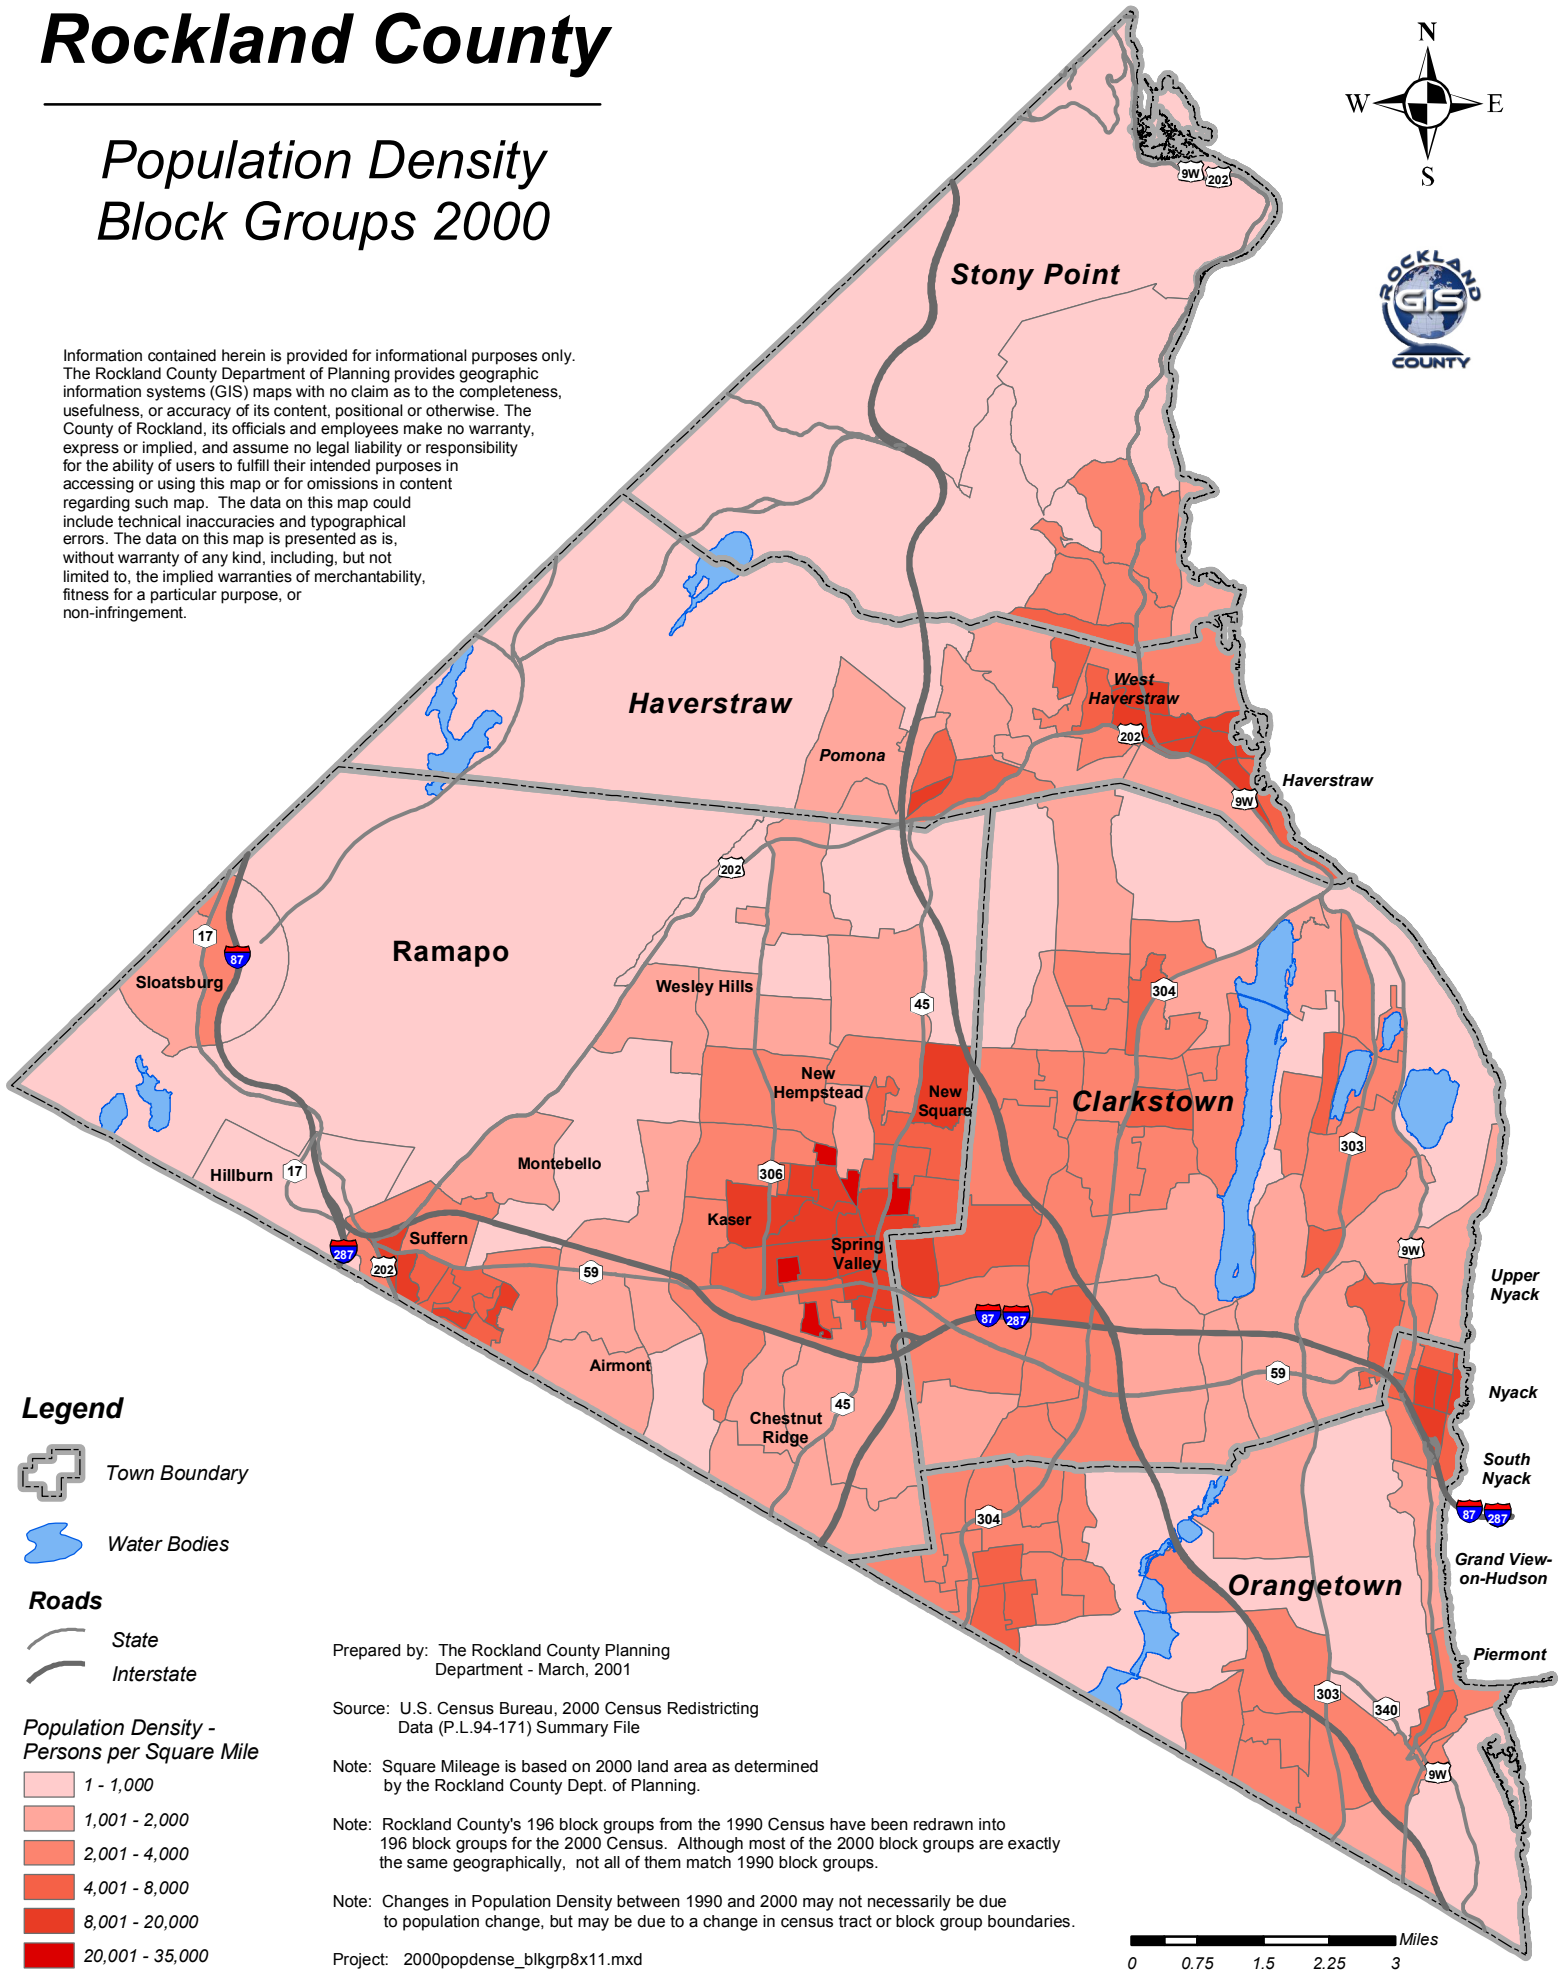 Rockland County
Population Density
Block Groups 2000
N
W
E
S
9W
202
Stony Point
ROCKLAND
GIS
COUNTY
Information contained herein is provided for informational purposes only.
The Rockland County Department of Planning provides geographic
information systems (GIS) maps with no claim as to the completeness,
usefulness, or accuracy of its content, positional or otherwise. The
County of Rockland, its officials and employees make no warranty,
express or implied, and assume no legal liability or responsibility
for the ability of users to fulfill their intended purposes in
accessing or using this map or for omissions in content
regarding such map. The data on this map could
include technical inaccuracies and typographical
errors. The data on this map is presented as is,
without warranty of any kind, including, but not
limited to, the implied warranties of merchantability,
fitness for a particular purpose, or
non-infringement.
West
Haverstraw
Haverstraw
202
Pomona
Haverstraw
9W
202
17
87
Ramapo
Sloatsburg
Wesley Hills
304
45
New
Hempstead
New
Square
Clarkstown
303
Montebello
Hillburn
17
306
Kaser
Suffern
Spring
Valley
9W
287
202
59
Upper
Nyack
87
287
Airmont
59
Nyack
45
Chestnut
Ridge
Legend
Town Boundary
South
Nyack
304
87
287
Water Bodies
Grand View-
on-Hudson
Orangetown
Roads
State
Interstate
Piermont
303
340
9W
Prepared by: The Rockland County Planning
Department - March, 2001
Source: U.S. Census Bureau, 2000 Census Redistricting
Data (P.L.94-171) Summary File
Note: Square Mileage is based on 2000 land area as determined
by the Rockland County Dept. of Planning.
Note: Rockland County's 196 block groups from the 1990 Census have been redrawn into
196 block groups for the 2000 Census. Although most of the 2000 block groups are exactly
the same geographically, not all of them match 1990 block groups.
Note: Changes in Population Density between 1990 and 2000 may not necessarily be due
to population change, but may be due to a change in census tract or block group boundaries.
Project: 2000popdense_blkgrp8x11.mxd
Population Density -
Persons per Square Mile
1 - 1,000
1,001 - 2,000
2,001 - 4,000
4,001 - 8,000
8,001 - 20,000
20,001 - 35,000
Miles
0 0.75 1.5 2.25 3